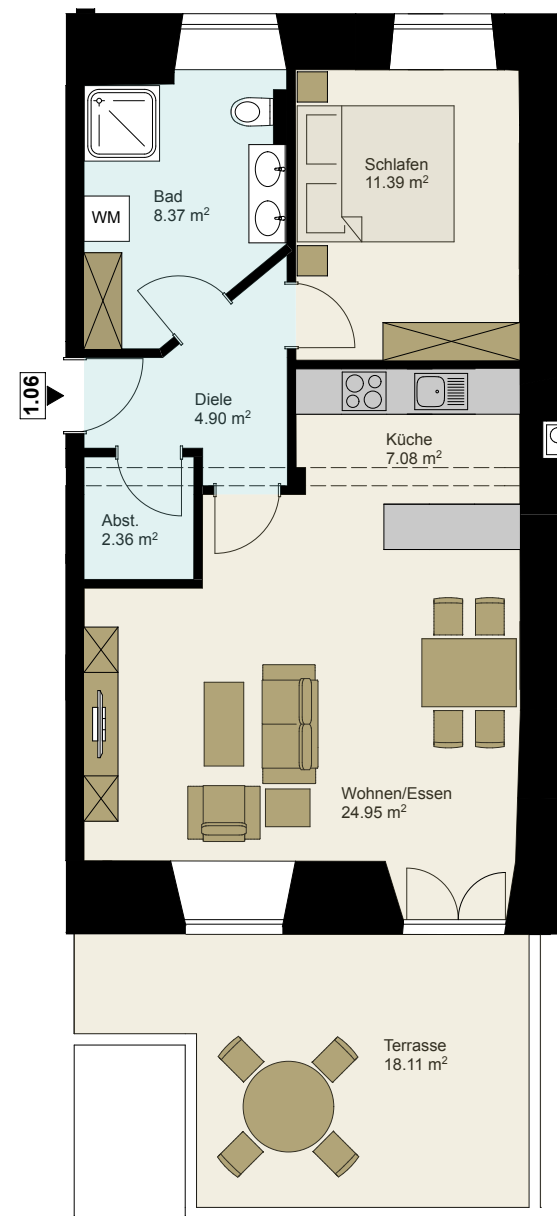 Schlafen
11.39 m²
Bad
8.37 m²
WM
1.06
Diele
4.90 m²
Küche
7.08 m²
Abst.
2.36 m²
Wohnen/Essen
24.95 m²
Terrasse
18.11 m²